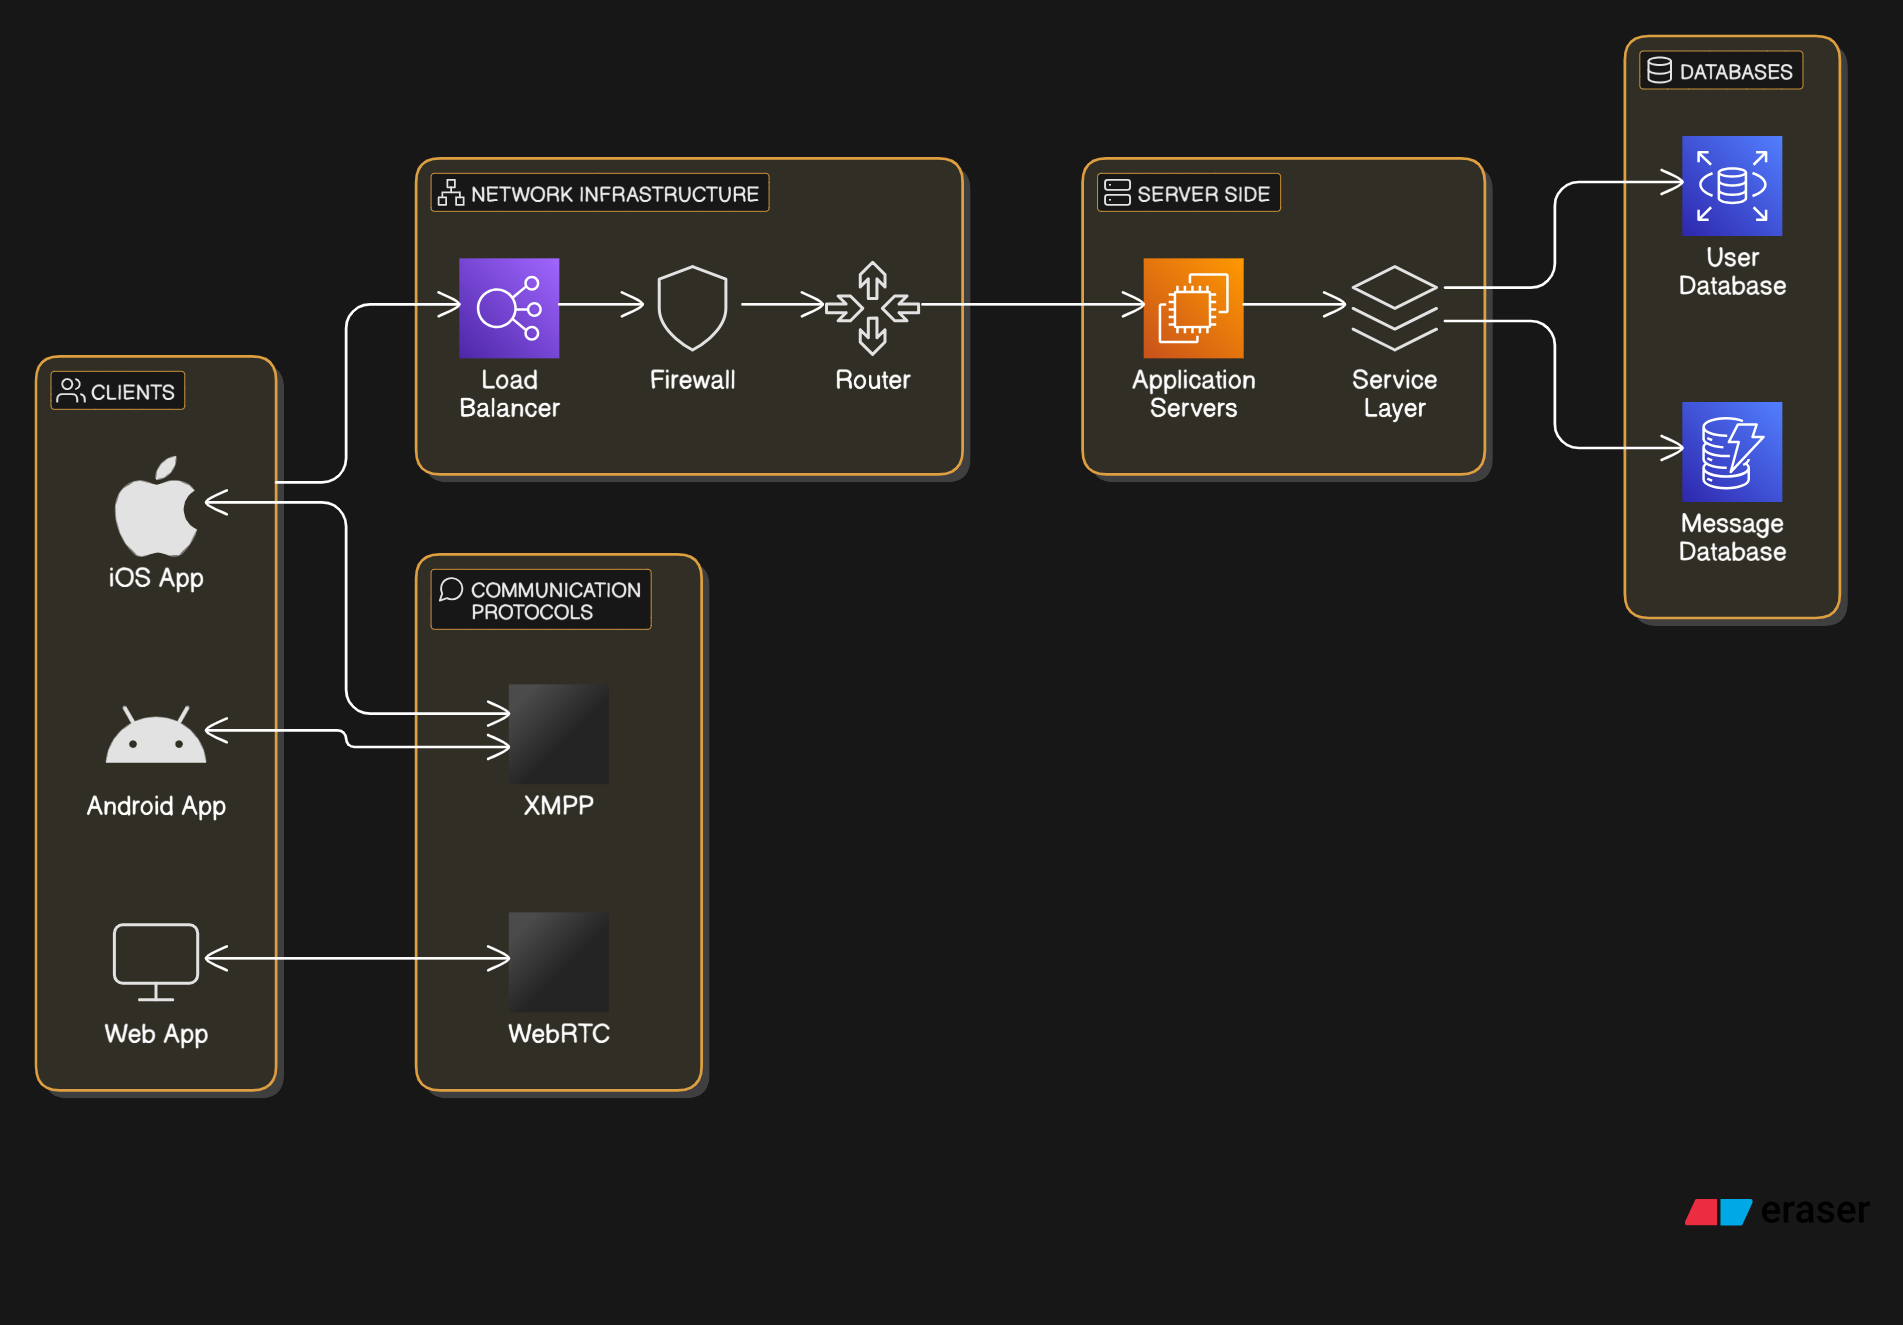 DATABASES
User
Database
Message
Database
NETWORK INFRASTRUCTURE
Load
Balancer
Firewall
Router
SERVER SIDE
Application
Servers
Service
Layer
CLIENTS
iOS App
Android App
Web App
COMMUNICATION
PROTOCOLS
XMPP
WebRTC
eraser